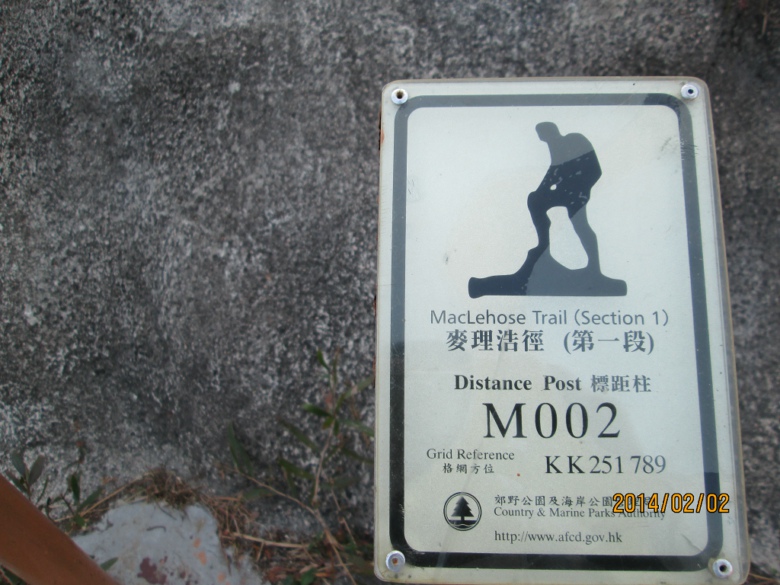 MacLehose Trail (Section 1)
麥理浩徑 (第一段)
Distance Post 標距柱
M002
Grid Reference
格網方位
KK251789
郊野公園及海岸公園
2014/02/02
Country & Marine Parks Authority
http://www.afcd.gov.hk